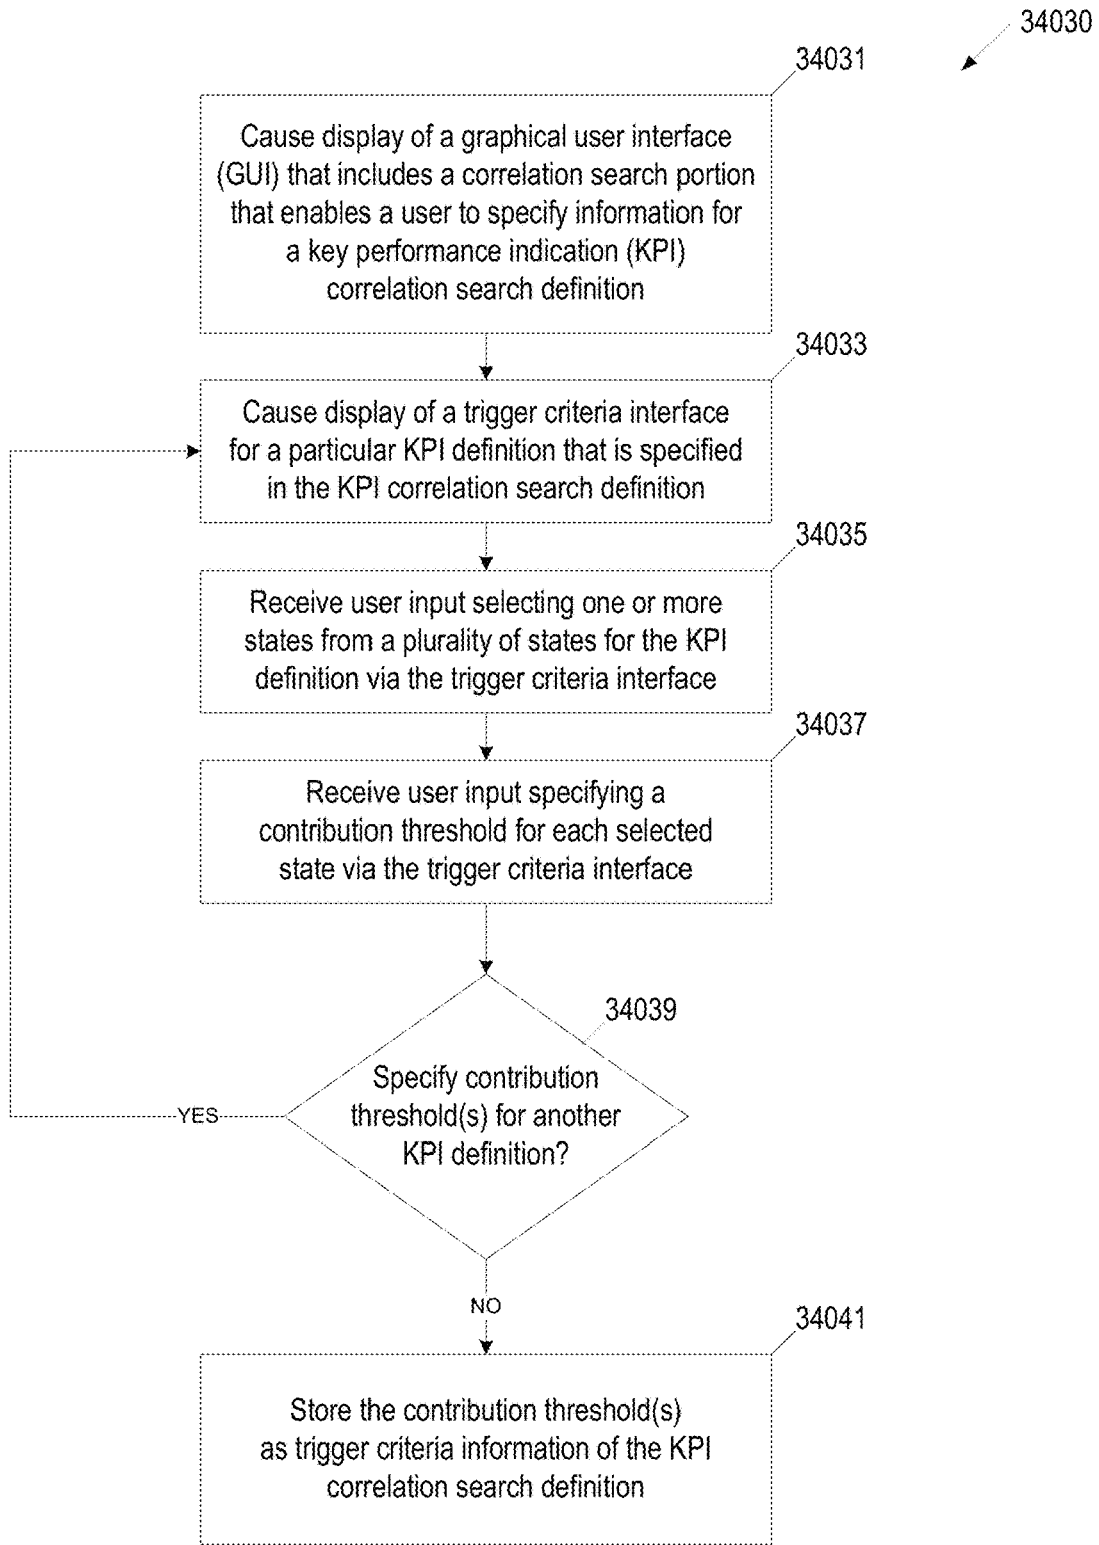 34030
34031
Cause display of a graphical user interface
(GUI) that includes a correlation search portion
that enables a user to specify information for
a key performance indication (KPI)
correlation search definition
34033
Cause display of a trigger criteria interface
for a particular KPI definition that is specified
in the KPI correlation search definition
34035
Receive user input selecting one or more
states from a plurality of states for the KPI
definition via the trigger criteria interface
34037
Receive user input specifying a
contribution threshold for each selected
state via the trigger criteria interface
34039
Specify contribution
threshold(s) for another
KPI definition?
YES
NO
34041
Store the contribution threshold(s)
as trigger criteria information of the KPI
correlation search definition